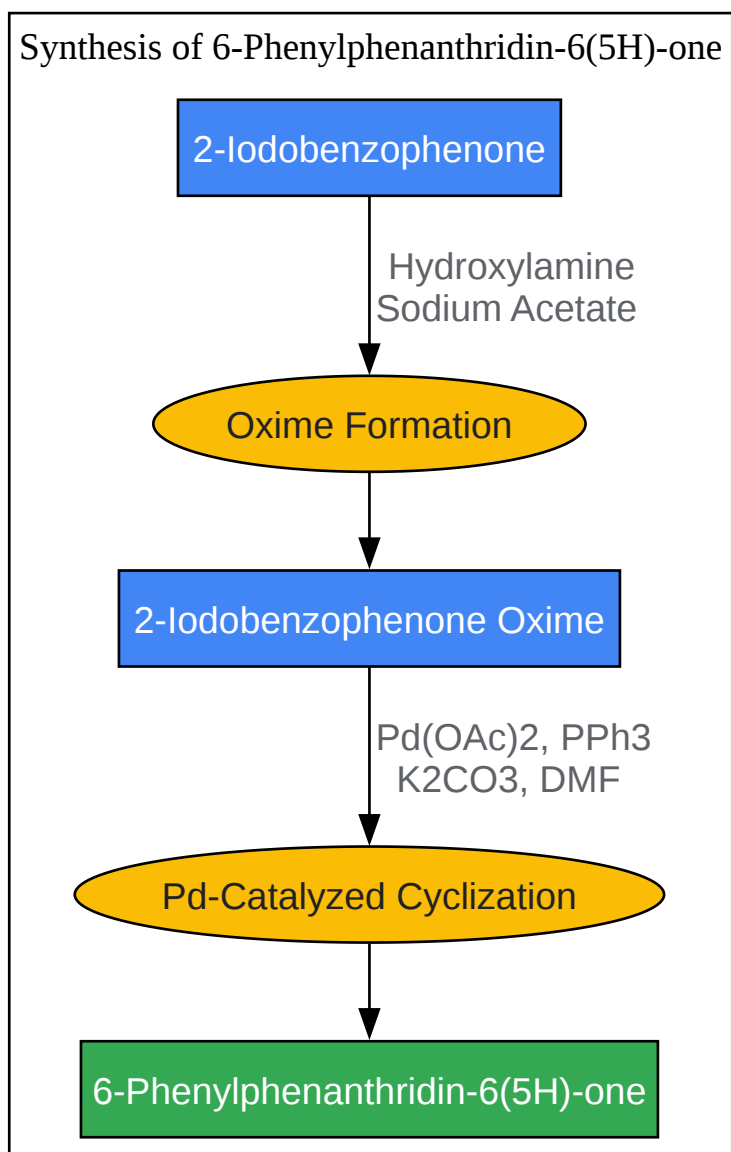 Synthesis of 6-Phenylphenanthridin-6(5H)-one
2-Iodobenzophenone
Hydroxylamine
Sodium Acetate
Oxime Formation
2-Iodobenzophenone Oxime
Pd(OAc)2, PPh3
K2CO3, DMF
Pd-Catalyzed Cyclization
6-Phenylphenanthridin-6(5H)-one